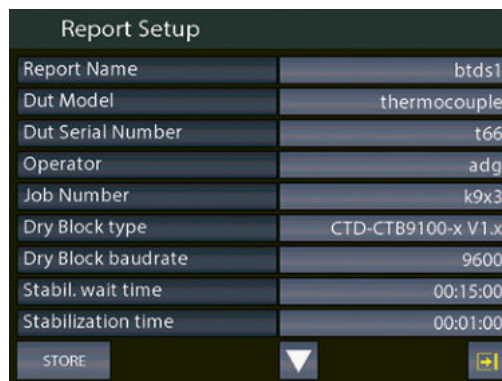 Report Setup
Report Name btds1
Dut Model thermocouple
Dut Serial Number t66
Operator adg
Job Number k9x3
Dry Block type CTD-CTB9100-x V1.x
Dry Block baudrate 9600
Stabil. wait time 00:15:00
Stabilization time 00:01:00
STORE